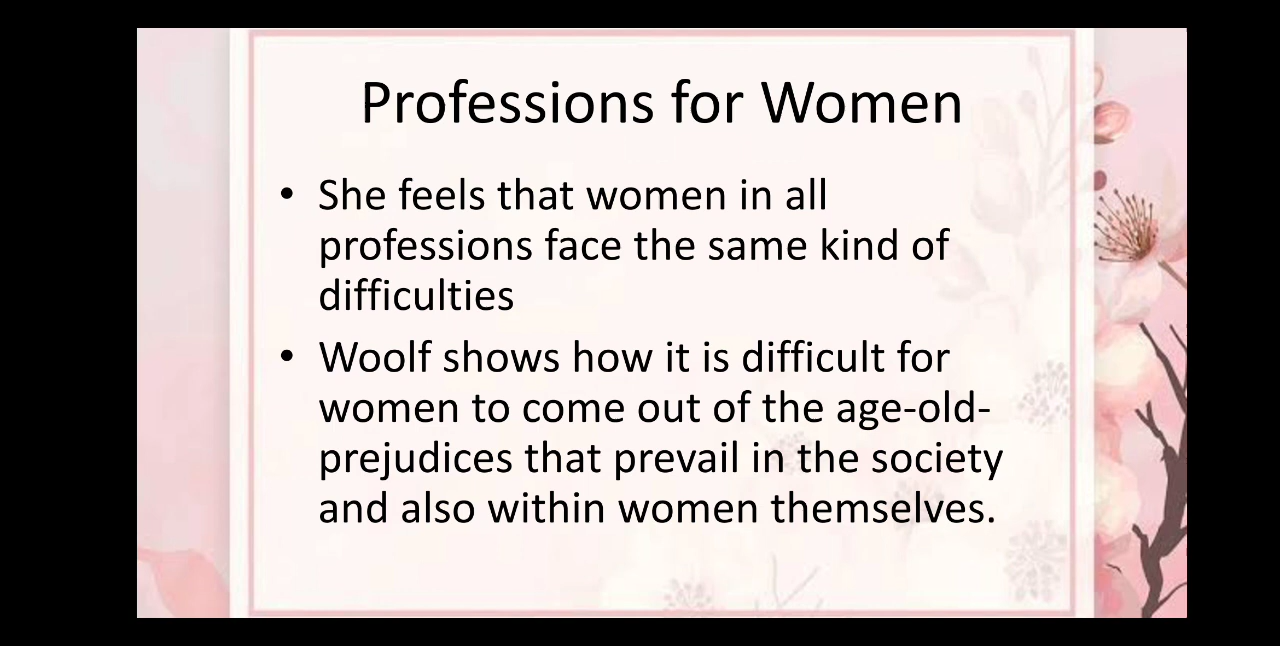 Professions for Women
• She feels that women in all
professions face the same kind of
difficulties
• Woolf shows how it is difficult for
women to come out of the age-old-
prejudices that prevail in the society
and also within women themselves.